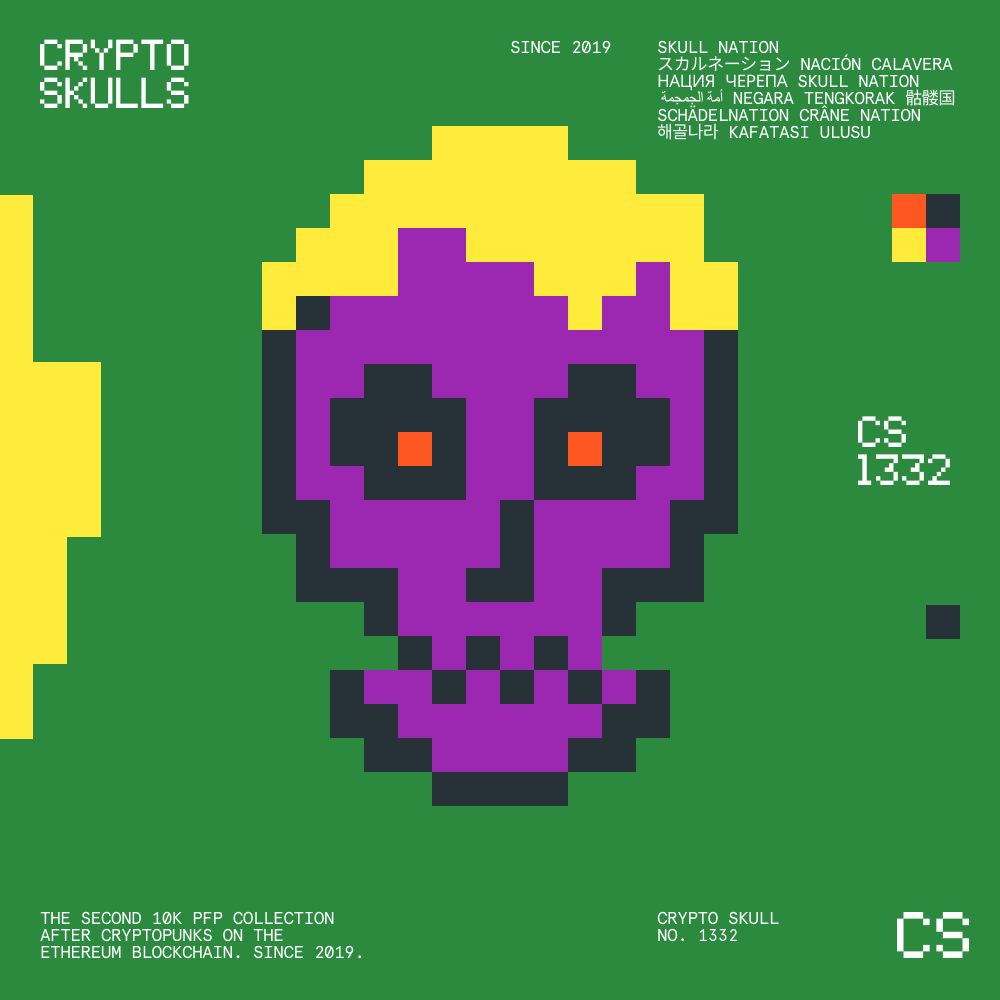 CRYPTO
SKULLS
SINCE 2019
SKULL NATION
スカルネーション NACIÓN CALAVERA
НАЦИЯ ЧЕРЕПА SKULL NATION
أمة الجمجمة NEGARA TENGKORAK 骷髅国
SCHÄDELNATION CRÂNE NATION
해골나라 KAFATASI ULUSU
CS
1332
THE SECOND 10K PFP COLLECTION
AFTER CRYPTOPUNKS ON THE
ETHEREUM BLOCKCHAIN. SINCE 2019.
CRYPTO SKULL
NO. 1332
CS